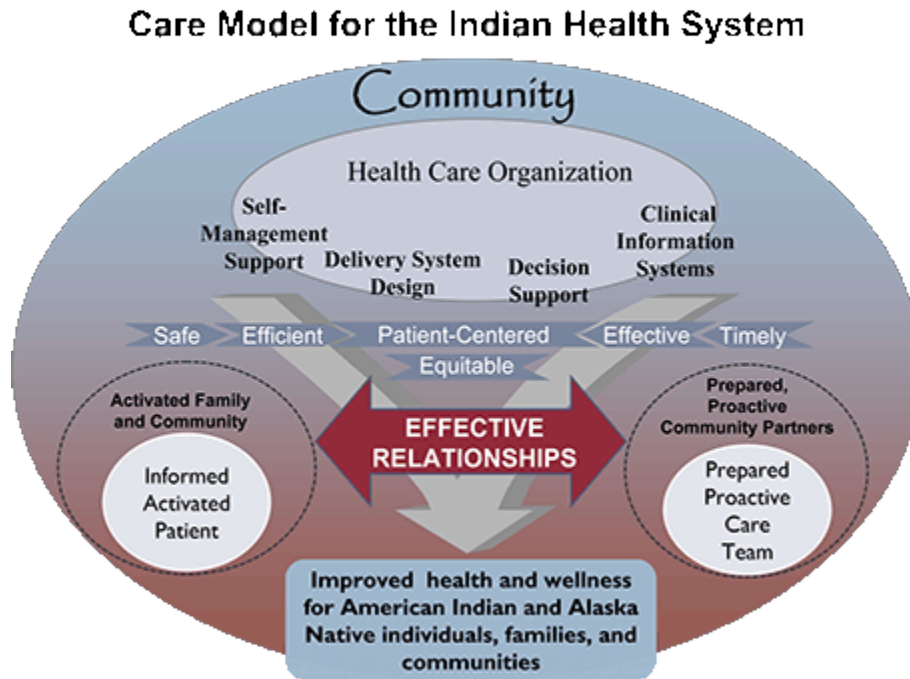 Care Model for the Indian Health System
Community
Health Care Organization
Self-
Management
Support
Delivery System
Design
Decision
Support
Clinical
Information
Systems
Safe
Efficient
Patient-Centered
Effective
Timely
Equitable
Activated Family
and Community
Informed
Activated
Patient
EFFECTIVE
RELATIONSHIPS
Prepared,
Proactive
Community Partners
Prepared
Proactive
Care
Team
Improved health and wellness
for American Indian and Alaska
Native individuals, families, and
communities